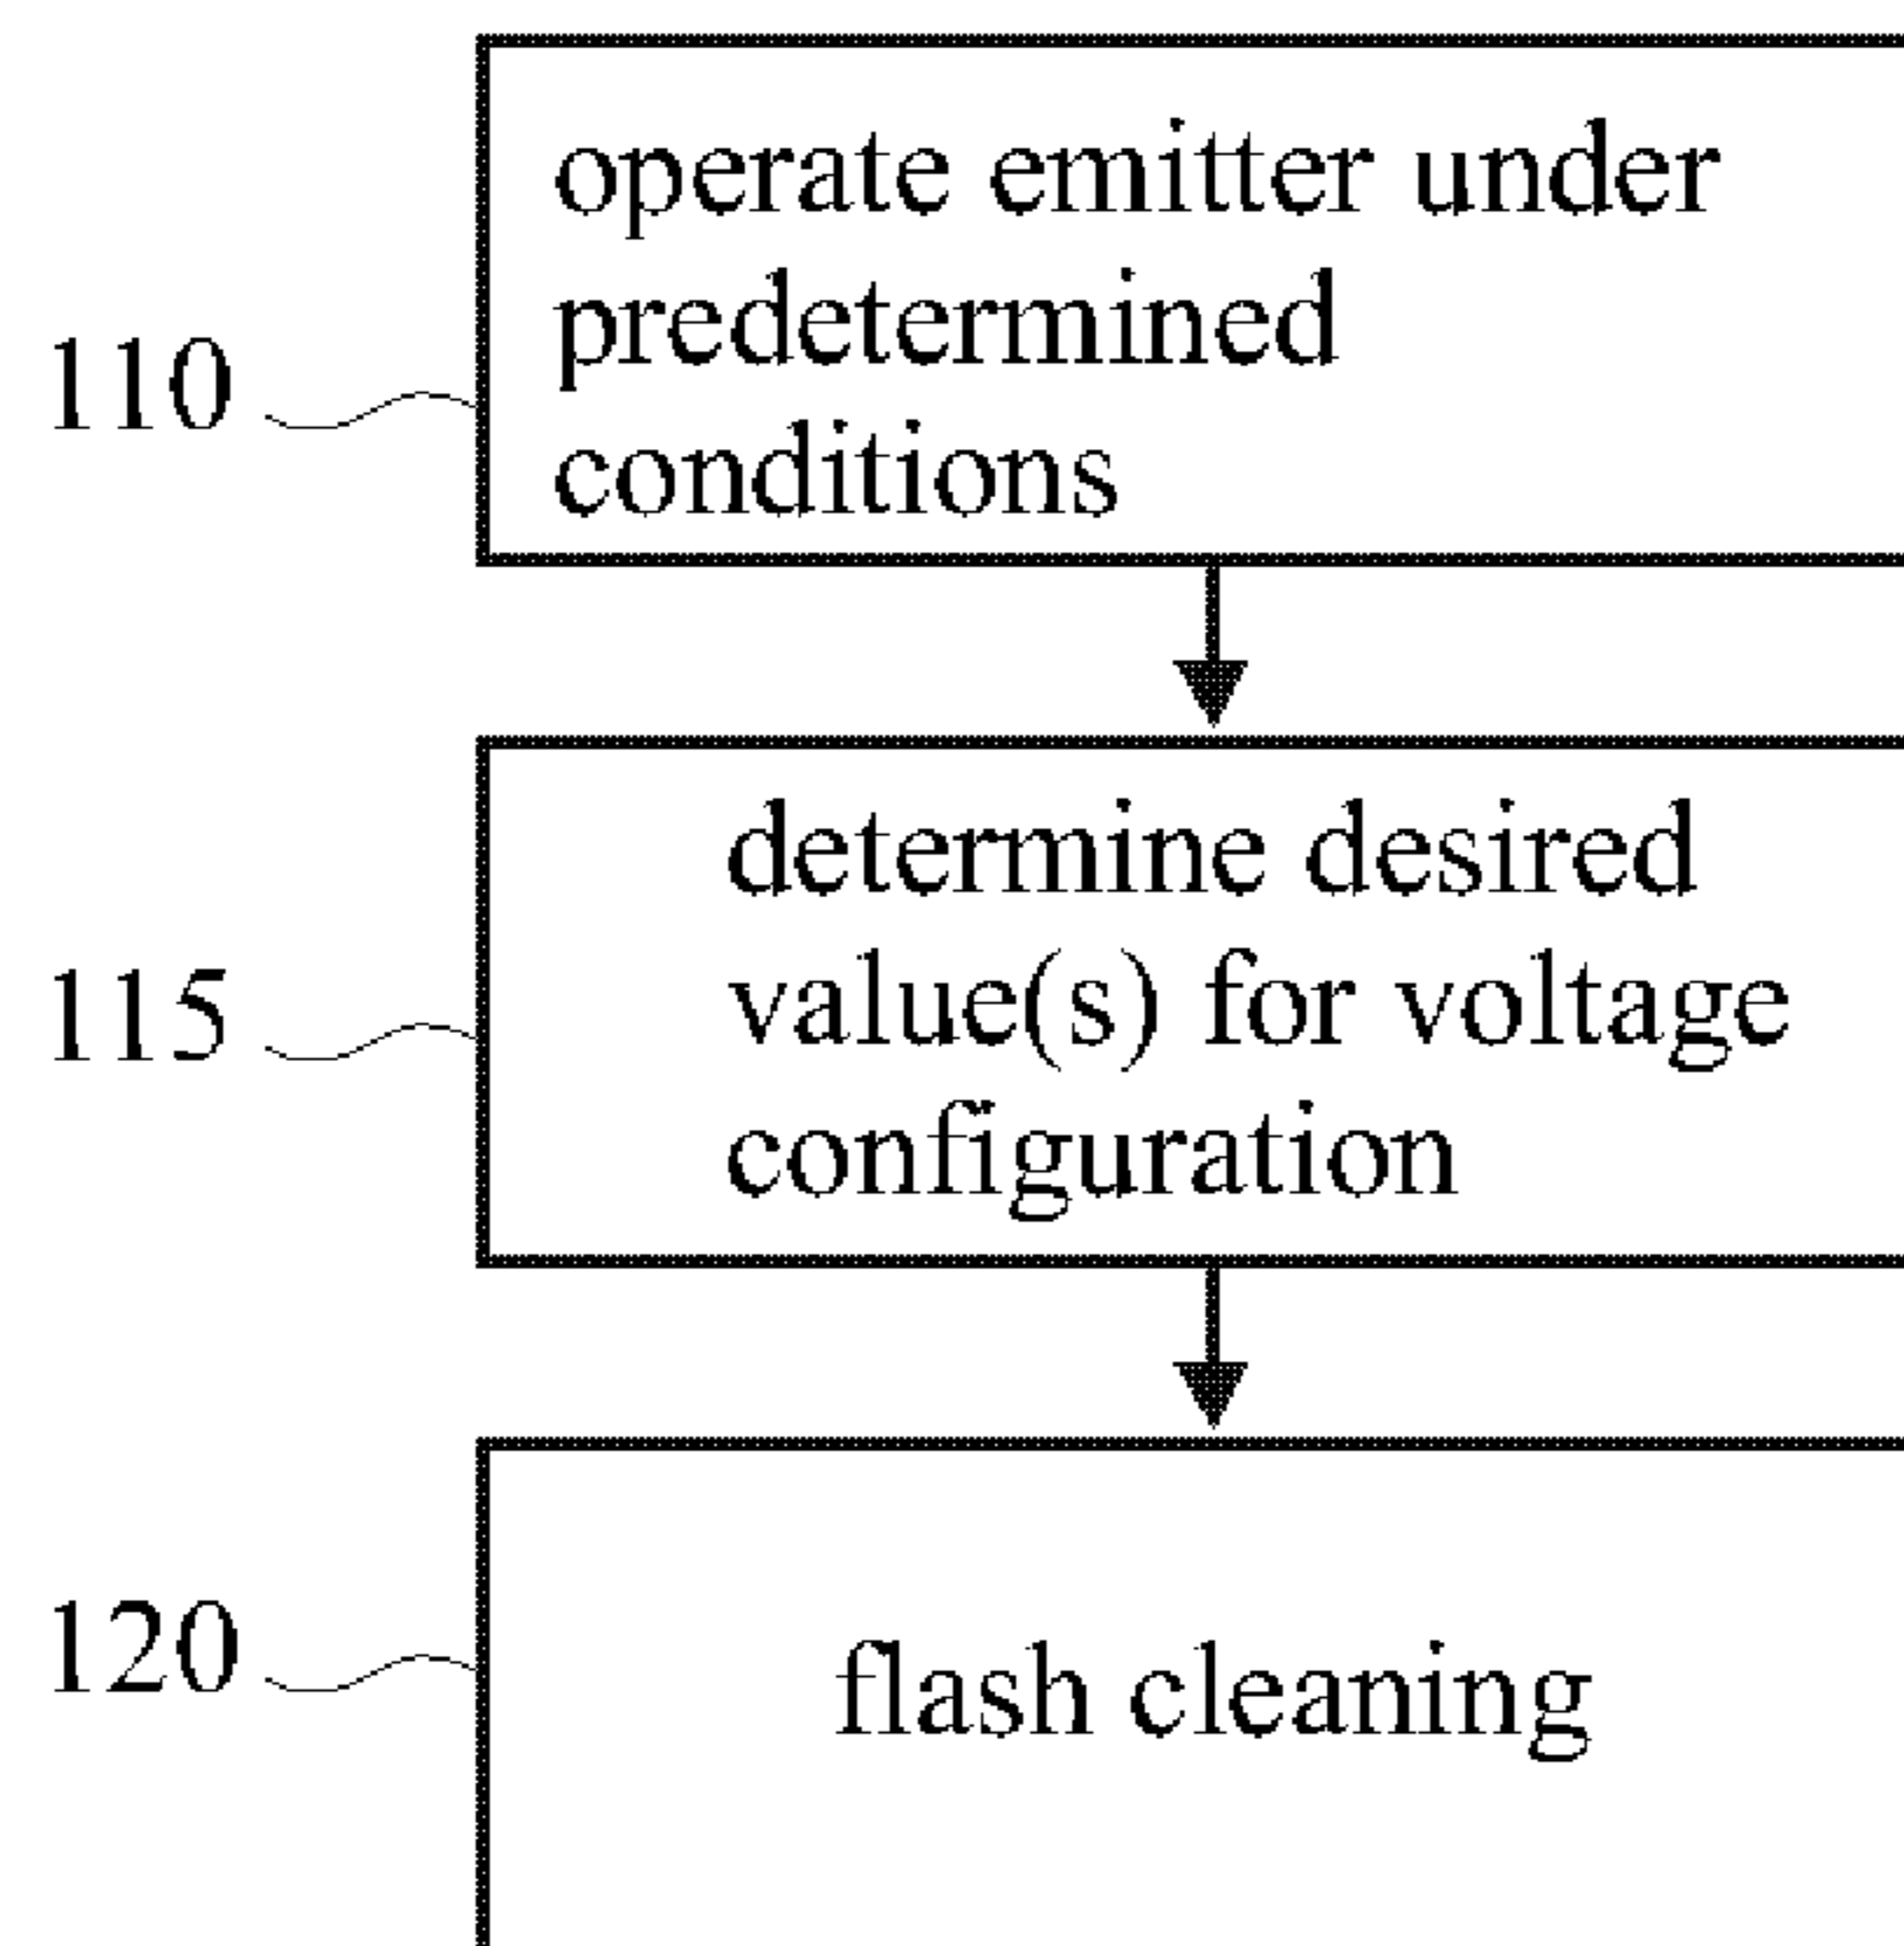 operate emitter under
predetermined
110
conditions
determine desired
115
value(s) for voltage
configuration
120
flash cleaning